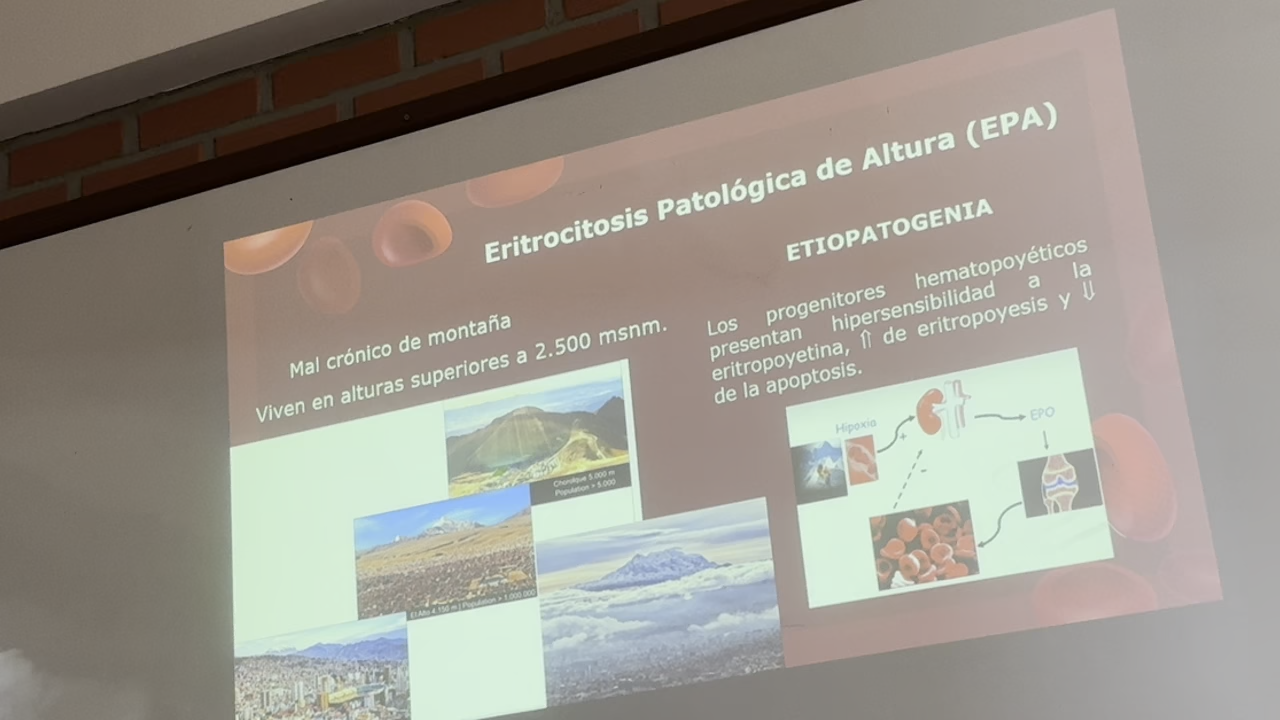 Eritrocitosis Patológica de Altura (EPA)
Mal crónico de montaña
Viven en alturas superiores a 2.500 msnm.
ETIOPATOGENIA
Los progenitores hematopoyéticos
presentan hipersensibilidad a la
eritropoyetina, ⇑ de eritropoyesis y ⇓
de la apoptosis.
Chorolque 5.000 m
Population > 5.000
El Alto 4.150 m | Population > 1.000.000
Hipoxia
+
EPO
-